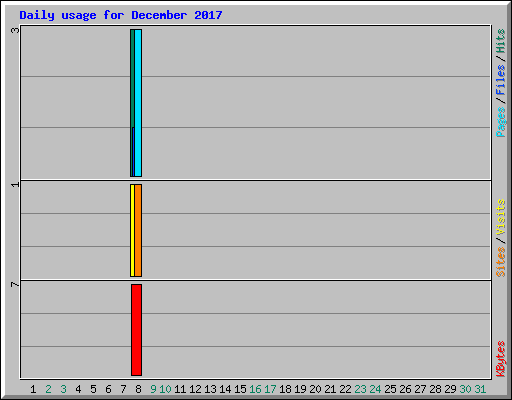 Daily usage for December 2017
3
1
7
Pages / Files / Hits
Sites / Visits
KBytes
1 2 3 4 5 6 7 8 9 10 11 12 13 14 15 16 17 18 19 20 21 22 23 24 25 26 27 28 29 30 31